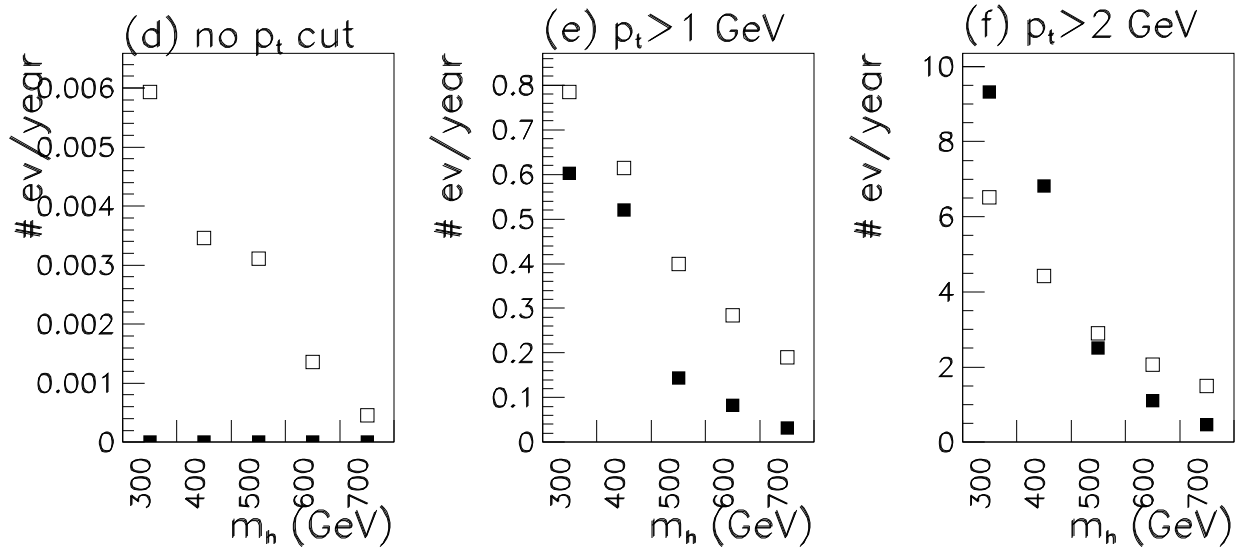 (d) no pt cut
# ev/year
0.006
0.005
0.004
0.003
0.002
0.001
0
300 400 500 600 700
mh (GeV)
(e) pt>1 GeV
# ev/year
0.8
0.7
0.6
0.5
0.4
0.3
0.2
0.1
0
300 400 500 600 700
mh (GeV)
(f) pt>2 GeV
# ev/year
10
8
6
4
2
0
300 400 500 600 700
mh (GeV)